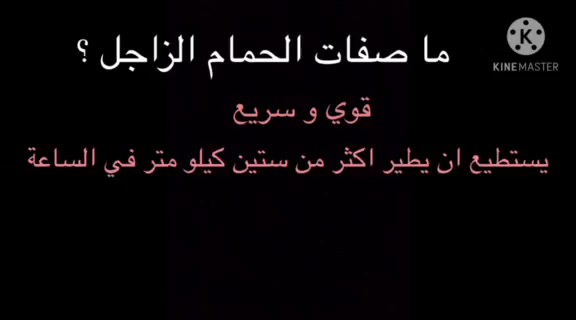 ما صفات الحمام الزاجل ؟
KINEMASTER
قوي و سريع
يستطيع ان يطير اكثر من ستين كيلو متر في الساعة